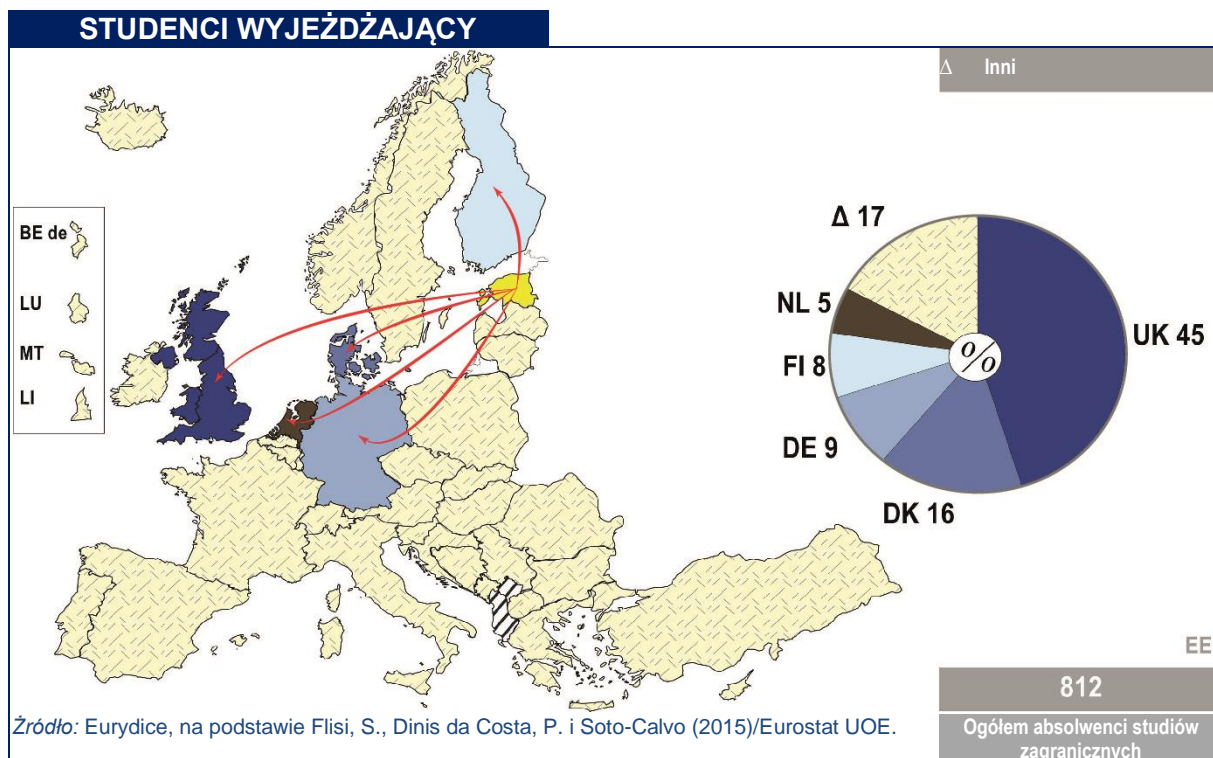 STUDENCI WYJEŻDŻAJĄCY
Δ Inni
BE de
LU
MT
LI
Δ 17
NL 5
FI 8
DE 9
DK 16
UK 45
%
EE
812
Ogółem absolwenci studiów
zagranicznych
Źródło: Eurydice, na podstawie Flisi, S., Dinis da Costa, P. i Soto-Calvo (2015)/Eurostat UOE.